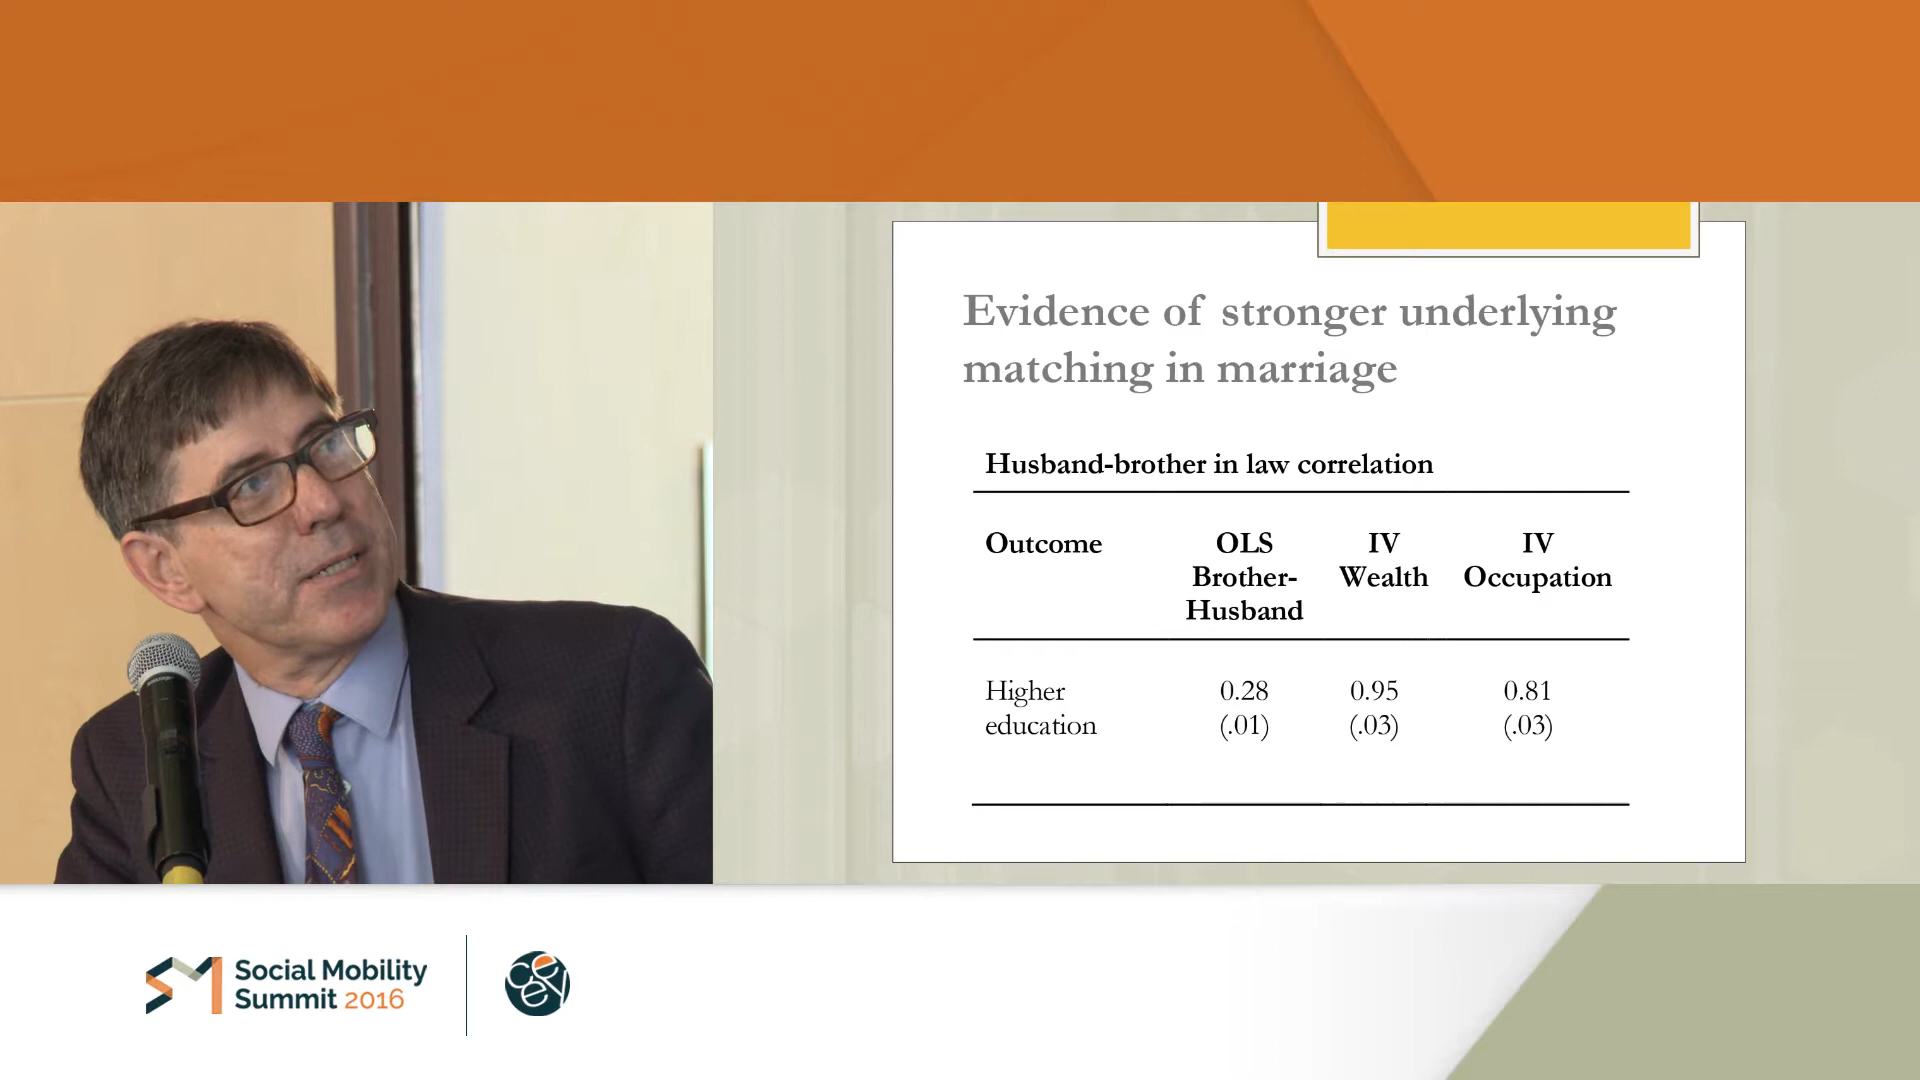 Evidence of stronger underlying
matching in marriage
Husband-brother in law correlation
Outcome OLS Brother-Husband IV Wealth IV Occupation
Higher education 0.28 (.01) 0.95 (.03) 0.81 (.03)
Social Mobility
Summit 2016
ceey